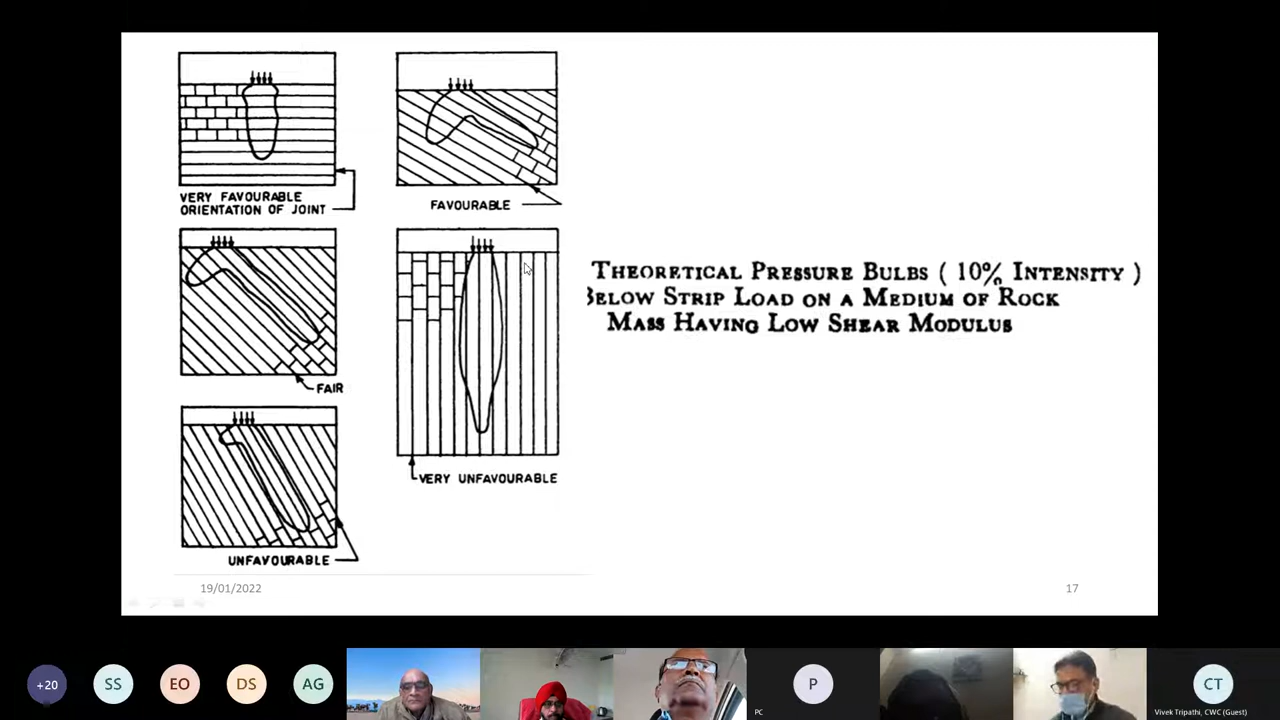 VERY FAVOURABLE
ORIENTATION OF JOINT
FAVOURABLE
FAIR
VERY UNFAVOURABLE
UNFAVOURABLE
THEORETICAL PRESSURE BULBS ( 10% INTENSITY )
BELOW STRIP LOAD ON A MEDIUM OF ROCK
MASS HAVING LOW SHEAR MODULUS
19/01/2022
17
+20
SS
EO
DS
AG
P
PC
CT
Vivek Tripathi, CWC (Guest)